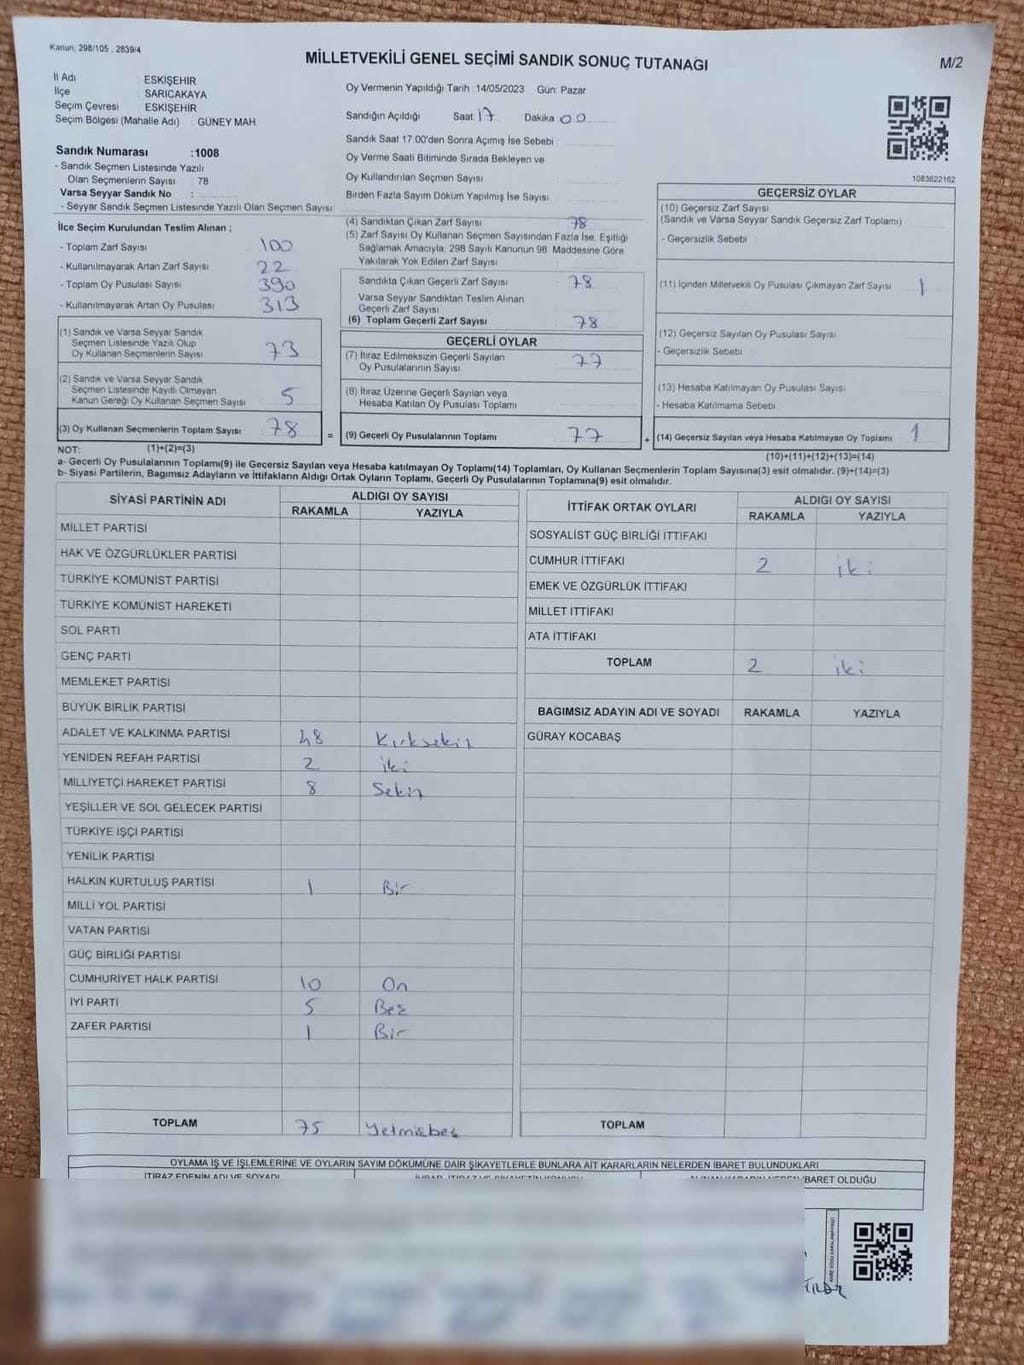 Kanun, 298/105 , 2839/4
MİLLETVEKİLİ GENEL SEÇİMİ SANDIK SONUÇ TUTANAĞI
M/2
İl Adı : ESKİŞEHİR
İlçe : SARICAKAYA
Seçim Çevresi : ESKİŞEHİR
Seçim Bölgesi (Mahalle Adı) : GÜNEY MAH
Sandık Numarası :1008
- Sandık Seçmen Listesinde Yazılı
Olan Seçmenlerin Sayısı : 78
Varsa Seyyar Sandık No :
- Seyyar Sandık Seçmen Listesinde Yazılı Olan Seçmen Sayısı:
Oy Vermenin Yapıldığı Tarih : 14/05/2023 Gün: Pazar
Sandığın Açıldığı Saat: 17 Dakika 00
Sandık Saat 17:00'den Sonra Açılmış İse Sebebi :
Oy Verme Saati Bitiminde Sırada Bekleyen ve
Oy Kullandırılan Seçmen Sayısı
Birden Fazla Sayım Döküm Yapılmış İse Sayısı
1083622162
İlçe Seçim Kurulundan Teslim Alınan ;
- Toplam Zarf Sayısı 100
- Kullanılmayarak Artan Zarf Sayısı 22
- Toplam Oy Pusulası Sayısı 390
- Kullanılmayarak Artan Oy Pusulası 313
(1) Sandık ve Varsa Seyyar Sandık
Seçmen Listesinde Yazılı Olup
Oy Kullanan Seçmenlerin Sayısı 73
(2) Sandık ve Varsa Seyyar Sandık
Seçmen Listesinde Kayıtlı Olmayan
Kanun Gereği Oy Kullanan Seçmen Sayısı 5
(3) Oy Kullanan Seçmenlerin Toplam Sayısı 78
(4) Sandıktan Çıkan Zarf Sayısı 78
(5) Zarf Sayısı Oy Kullanan Seçmen Sayısından Fazla İse, Eşitliği
Sağlamak Amacıyla; 298 Sayılı Kanunun 98. Maddesine Göre
Yakılarak Yok Edilen Zarf Sayısı
Sandıkta Çıkan Geçerli Zarf Sayısı 78
Varsa Seyyar Sandıktan Teslim Alınan
Geçerli Zarf Sayısı
(6) Toplam Geçerli Zarf Sayısı 78
GEÇERLİ OYLAR
(7) İtiraz Edilmeksizin Geçerli Sayılan
Oy Pusulalarının Sayısı 77
(8) İtiraz Üzerine Geçerli Sayılan veya
Hesaba Katılan Oy Pusulası Toplamı
= (9) Geçerli Oy Pusulalarının Toplamı 77
GEÇERSİZ OYLAR
(10) Geçersiz Zarf Sayısı
(Sandık ve Varsa Seyyar Sandık Geçersiz Zarf Toplamı)
- Geçersizlik Sebebi :
(11) İçinden Milletvekili Oy Pusulası Çıkmayan Zarf Sayısı 1
(12) Geçersiz Sayılan Oy Pusulası Sayısı
- Geçersizlik Sebebi
(13) Hesaba Katılmayan Oy Pusulası Sayısı
- Hesaba Katılmama Sebebi
+ (14) Geçersiz Sayılan veya Hesaba Katılmayan Oy Toplamı 1
NOT: (1)+(2)=(3)
(10)+(11)+(12)+(13)=(14)
a- Geçerli Oy Pusulalarının Toplamı(9) ile Geçersiz Sayılan veya Hesaba katılmayan Oy Toplamı(14) Toplamları, Oy Kullanan Seçmenlerin Toplam Sayısına(3) eşit olmalıdır. (9)+(14)=(3)
b- Siyasi Partilerin, Bağımsız Adayların ve İttifakların Aldığı Ortak Oyların Toplamı, Geçerli Oy Pusulalarının Toplamına(9) eşit olmalıdır.
SİYASİ PARTİNİN ADI ALDIĞI OY SAYISI
RAKAMLA YAZIYLA
MİLLET PARTİSİ
HAK VE ÖZGÜRLÜKLER PARTİSİ
TÜRKİYE KOMÜNİST PARTİSİ
TÜRKİYE KOMÜNİST HAREKETİ
SOL PARTİ
GENÇ PARTİ
MEMLEKET PARTİSİ
BÜYÜK BİRLİK PARTİSİ
ADALET VE KALKINMA PARTİSİ 48 Kırksekiz
YENİDEN REFAH PARTİSİ 2 iki
MİLLİYETÇİ HAREKET PARTİSİ 8 Sekiz
YEŞİLLER VE SOL GELECEK PARTİSİ
TÜRKİYE İŞÇİ PARTİSİ
YENİLİK PARTİSİ
HALKIN KURTULUŞ PARTİSİ 1 Bir
MİLLİ YOL PARTİSİ
VATAN PARTİSİ
GÜÇ BİRLİĞİ PARTİSİ
CUMHURİYET HALK PARTİSİ 10 On
İYİ PARTİ 5 Beş
ZAFER PARTİSİ 1 Bir
TOPLAM 75 Yetmişbeş
İTTİFAK ORTAK OYLARI ALDIĞI OY SAYISI
RAKAMLA YAZIYLA
SOSYALİST GÜÇ BİRLİĞİ İTTİFAKI
CUMHUR İTTİFAKI 2 iki
EMEK VE ÖZGÜRLÜK İTTİFAKI
MİLLET İTTİFAKI
ATA İTTİFAKI
TOPLAM 2 iki
BAĞIMSIZ ADAYIN ADI VE SOYADI RAKAMLA YAZIYLA
GÜRAY KOCABAŞ
TOPLAM
OYLAMA İŞ VE İŞLEMLERİNE VE OYLARIN SAYIM DÖKÜMÜNE DAİR ŞİKAYETLERLE BUNLARA AİT KARARLARIN NELERDEN İBARET BULUNDUKLARI
İTİRAZ EDENİN ADI VE SOYADI
İBARET OLDUĞU